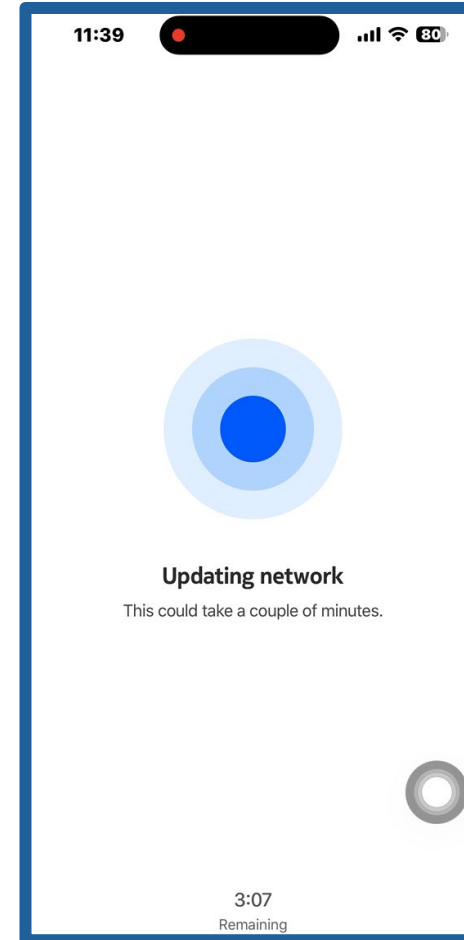 11:39
80
Updating network
This could take a couple of minutes.
3:07
Remaining